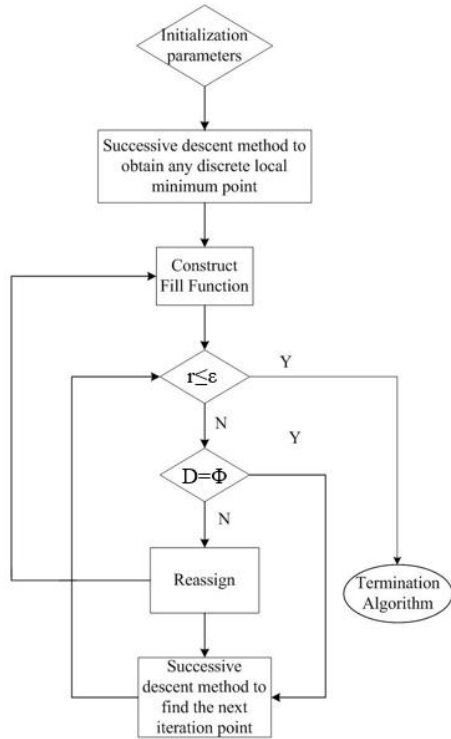 Initialization
parameters
Successive descent method to
obtain any discrete local
minimum point
Construct
Fill Function
r≤ε
Y
N
Y
D=Φ
N
Reassign
Termination
Algorithm
Successive
descent method to
find the next
iteration point